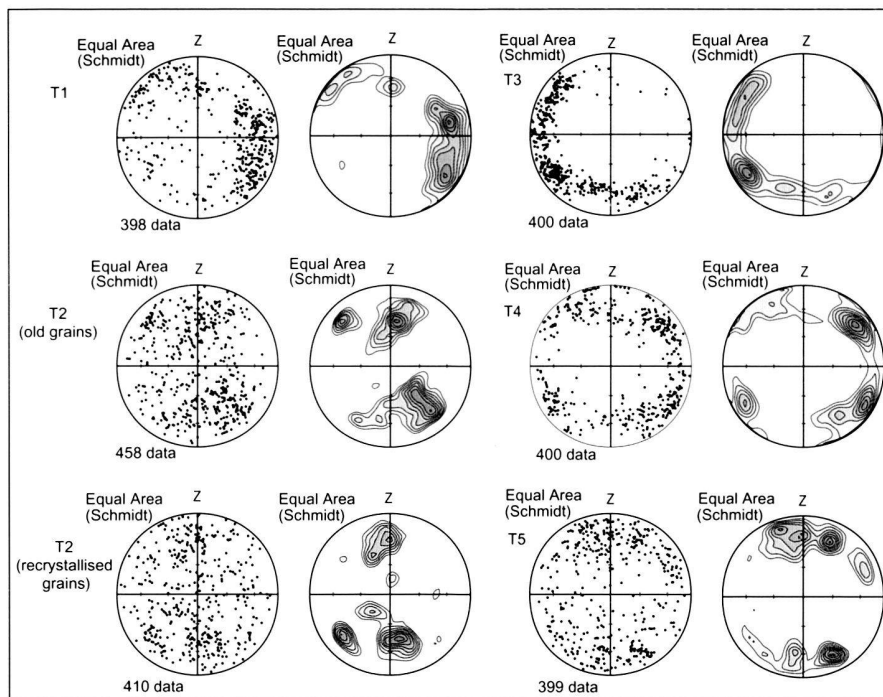 Equal Area
(Schmidt)
Z
T1
398 data
Equal Area
(Schmidt)
Z
Equal Area
(Schmidt)
Z
T3
400 data
Equal Area
(Schmidt)
Z
Equal Area
(Schmidt)
Z
T2
(old grains)
458 data
Equal Area
(Schmidt)
Z
Equal Area
(Schmidt)
Z
T4
400 data
Equal Area
(Schmidt)
Z
Equal Area
(Schmidt)
Z
T2
(recrystallised
grains)
410 data
Equal Area
(Schmidt)
Z
Equal Area
(Schmidt)
Z
T5
399 data
Equal Area
(Schmidt)
Z